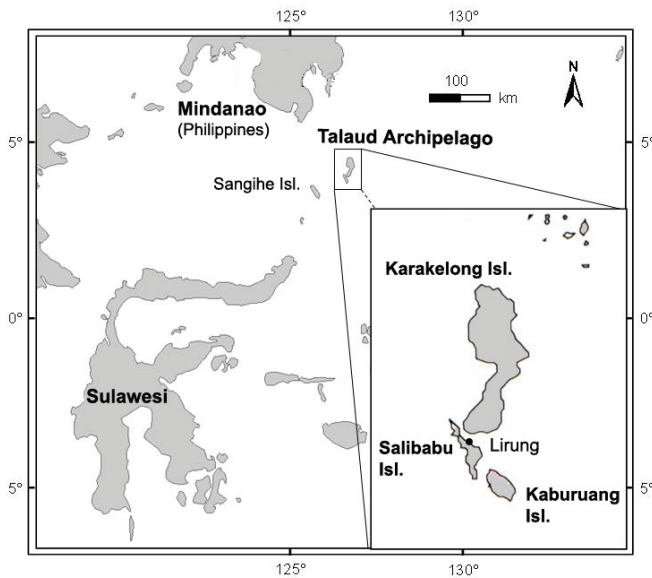 125°
130°
100
km
N
Mindanao
(Philippines)
Talaud Archipelago
5°
5°
Sangihe Isl.
Karakelong Isl.
0°
0°
Sulawesi
Salibabu
Isl.
Lirung
Kaburuang
Isl.
5°
5°
125°
130°